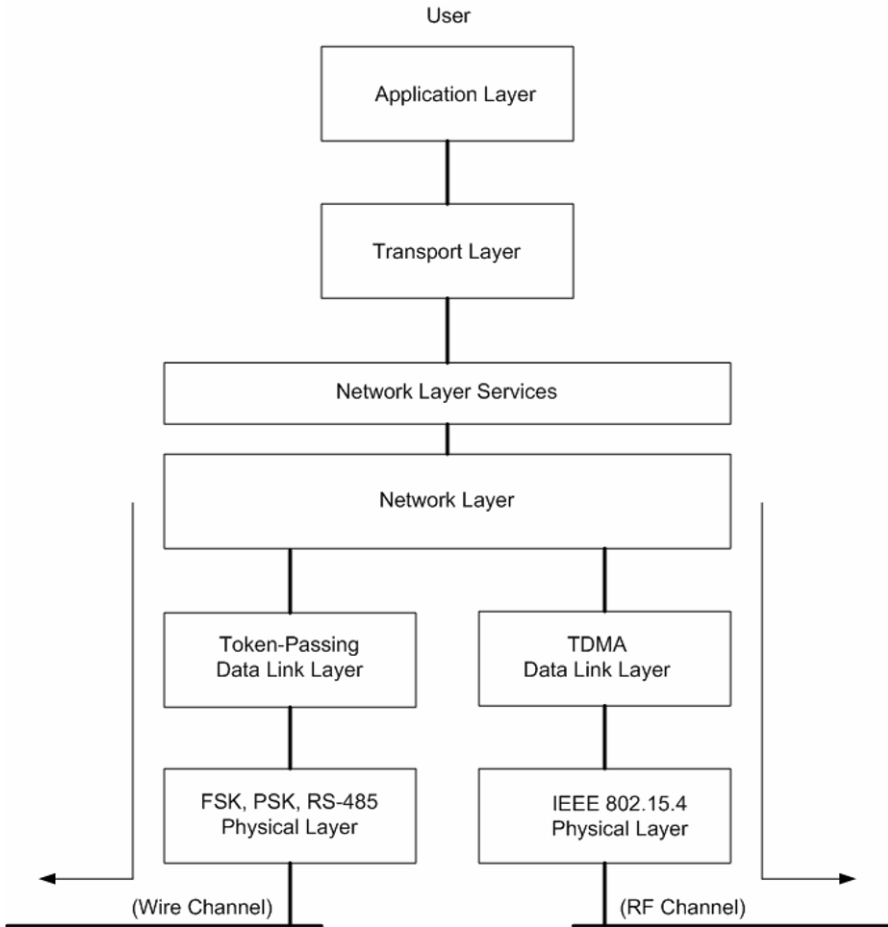 User
Application Layer
Transport Layer
Network Layer Services
Network Layer
Token-Passing
Data Link Layer
TDMA
Data Link Layer
FSK, PSK, RS-485
Physical Layer
IEEE 802.15.4
Physical Layer
(Wire Channel)
(RF Channel)